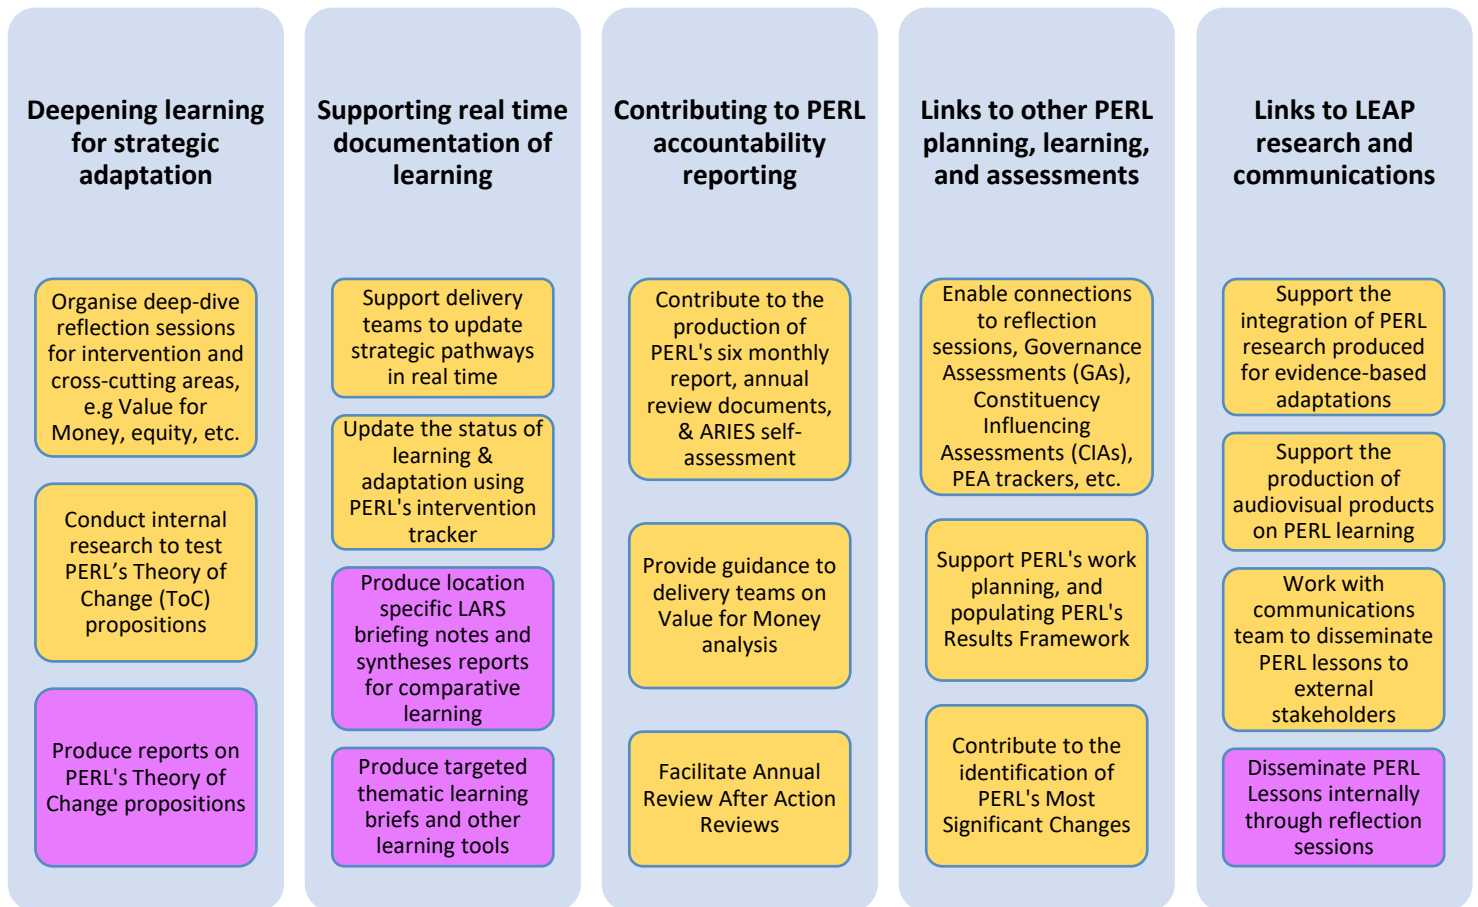 Deepening learning
for strategic
adaptation
Organise deep-dive
reflection sessions
for intervention and
cross-cutting areas,
e.g Value for
Money, equity, etc.
Conduct internal
research to test
PERL’s Theory of
Change (ToC)
propositions
Produce reports on
PERL's Theory of
Change propositions
Supporting real time
documentation of
learning
Support delivery
teams to update
strategic pathways
in real time
Update the status of
learning &
adaptation using
PERL's intervention
tracker
Produce location
specific LARS
briefing notes and
syntheses reports
for comparative
learning
Produce targeted
thematic learning
briefs and other
learning tools
Contributing to PERL
accountability
reporting
Contribute to the
production of
PERL's six monthly
report, annual
review documents,
& ARIES self-
assessment
Provide guidance to
delivery teams on
Value for Money
analysis
Facilitate Annual
Review After Action
Reviews
Links to other PERL
planning, learning,
and assessments
Enable connections
to reflection
sessions, Governance
Assessments (GAs),
Constituency
Influencing
Assessments (CIAs),
PEA trackers, etc.
Support PERL's work
planning, and
populating PERL's
Results Framework
Contribute to the
identification of
PERL's Most
Significant Changes
Links to LEAP
research and
communications
Support the
integration of PERL
research produced
for evidence-based
adaptations
Support the
production of
audiovisual products
on PERL learning
Work with
communications
team to disseminate
PERL lessons to
external
stakeholders
Disseminate PERL
Lessons internally
through reflection
sessions